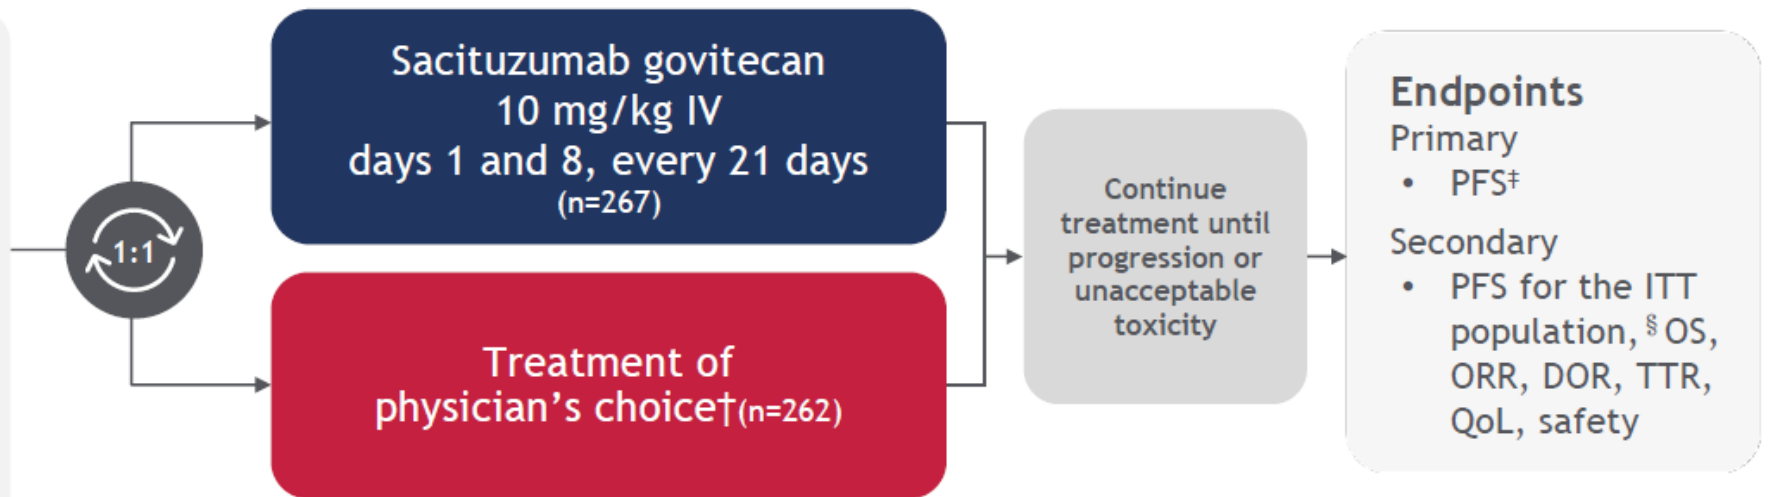 1:1
Sacituzumab govitecan
10 mg/kg IV
days 1 and 8, every 21 days
(n=267)
Treatment of
physician’s choice†(n=262)
Continue
treatment until
progression or
unacceptable
toxicity
Endpoints
Primary
• PFS‡
Secondary
• PFS for the ITT
population, § OS,
ORR, DOR, TTR,
QoL, safety